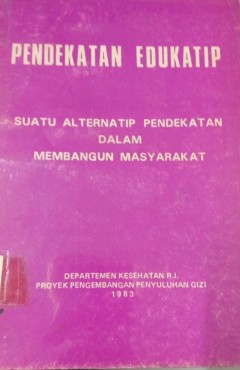 PENDEKATAN EDUKATIP
SUATU ALTERNATIP PENDEKATAN
DALAM
MEMBANGUN MASYARAKAT
DEPARTEMEN KESEHATAN R.I.
PROYEK PENGEMBANGAN PENYULUHAN GIZI
1983